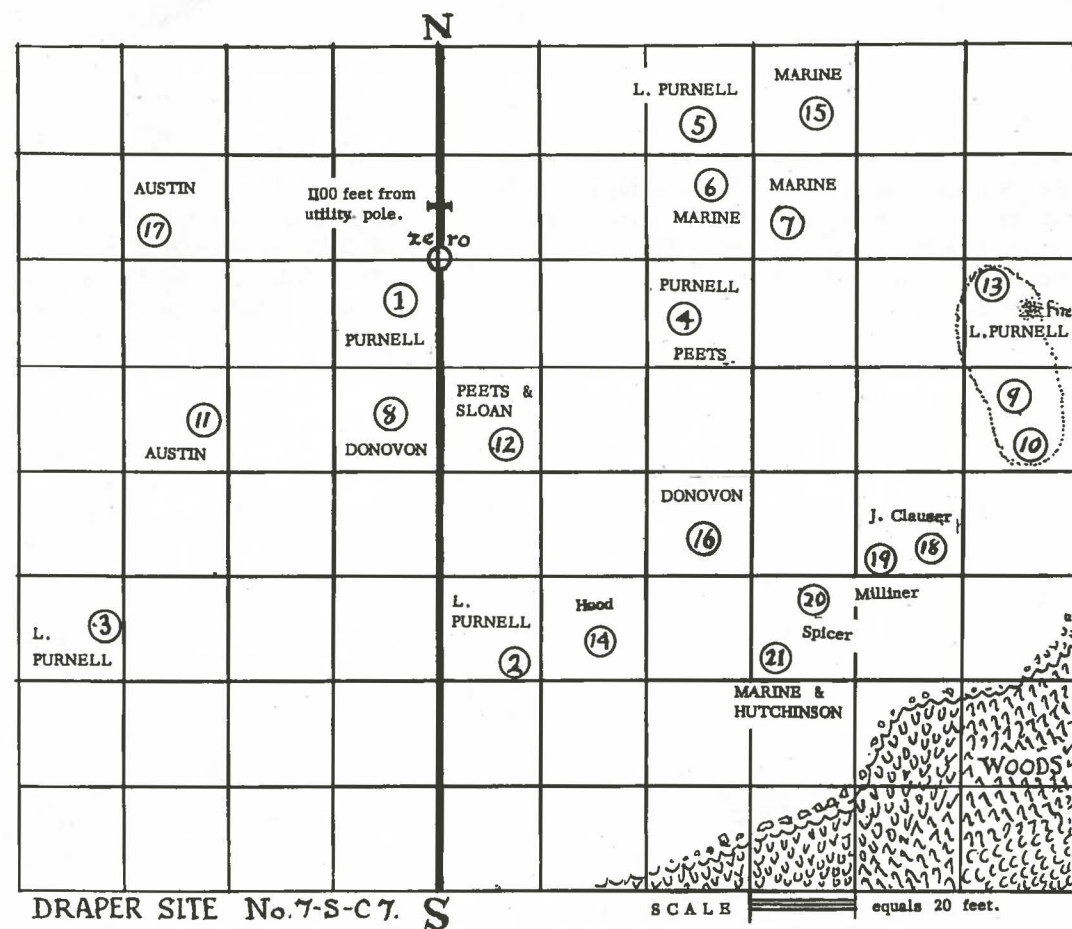 N
MARINE
L. PURNELL
15
5
AUSTIN
6
MARINE
1100 feet from
utility pole.
17
MARINE
7
zero
PURNELL
13
1
4
fire
PURNELL
PEETS
L. PURNELL
PEETS &
SLOAN
8
9
11
AUSTIN
DONOVON
12
10
DONOVON
J. Clauser
16
19
18
L.
PURNELL
3
L.
PURNELL
2
Hood
14
20
Milliner
Spicer
21
MARINE &
HUTCHINSON
WOODS
DRAPER SITE No. 7-S-C7.
S
SCALE equals 20 feet.